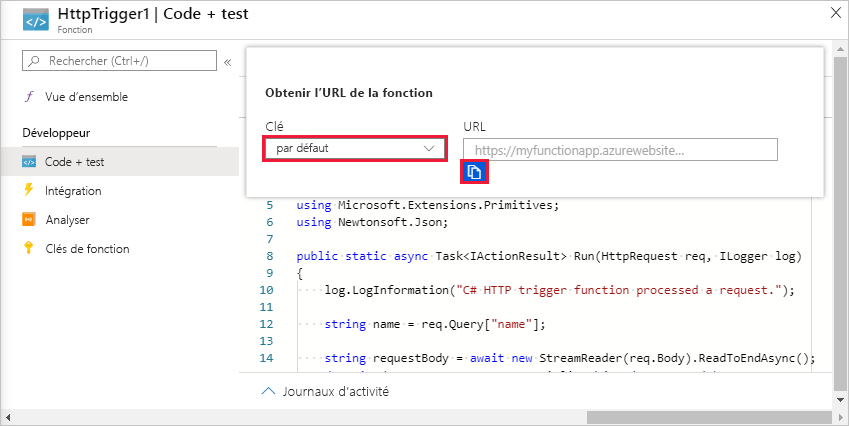 HttpTrigger1 | Code + test
Fonction
Rechercher (Ctrl+/)
«
Vue d’ensemble
Développeur
Code + test
Intégration
Analyser
Clés de fonction
Obtenir l’URL de la fonction
Clé
URL
par défaut
https://myfunctionapp.azurewebsite...
5 using Microsoft.Extensions.Primitives;
6 using Newtonsoft.Json;
7
8 public static async Task<IActionResult> Run(HttpRequest req, ILogger log)
9 {
10 log.LogInformation("C# HTTP trigger function processed a request.");
11
12 string name = req.Query["name"];
13
14 string requestBody = await new StreamReader(req.Body).ReadToEndAsync();
Journaux d’activité